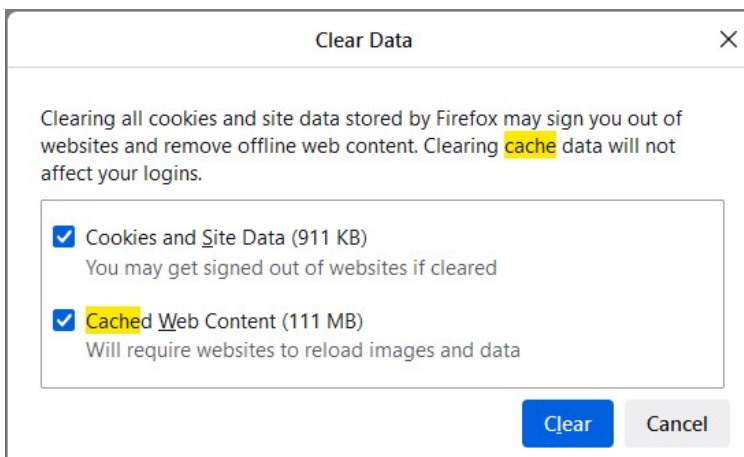 Clear Data
Clearing all cookies and site data stored by Firefox may sign you out of
websites and remove offline web content. Clearing cache data will not
affect your logins.
Cookies and Site Data (911 KB)
You may get signed out of websites if cleared
Cached Web Content (111 MB)
Will require websites to reload images and data
Clear Cancel